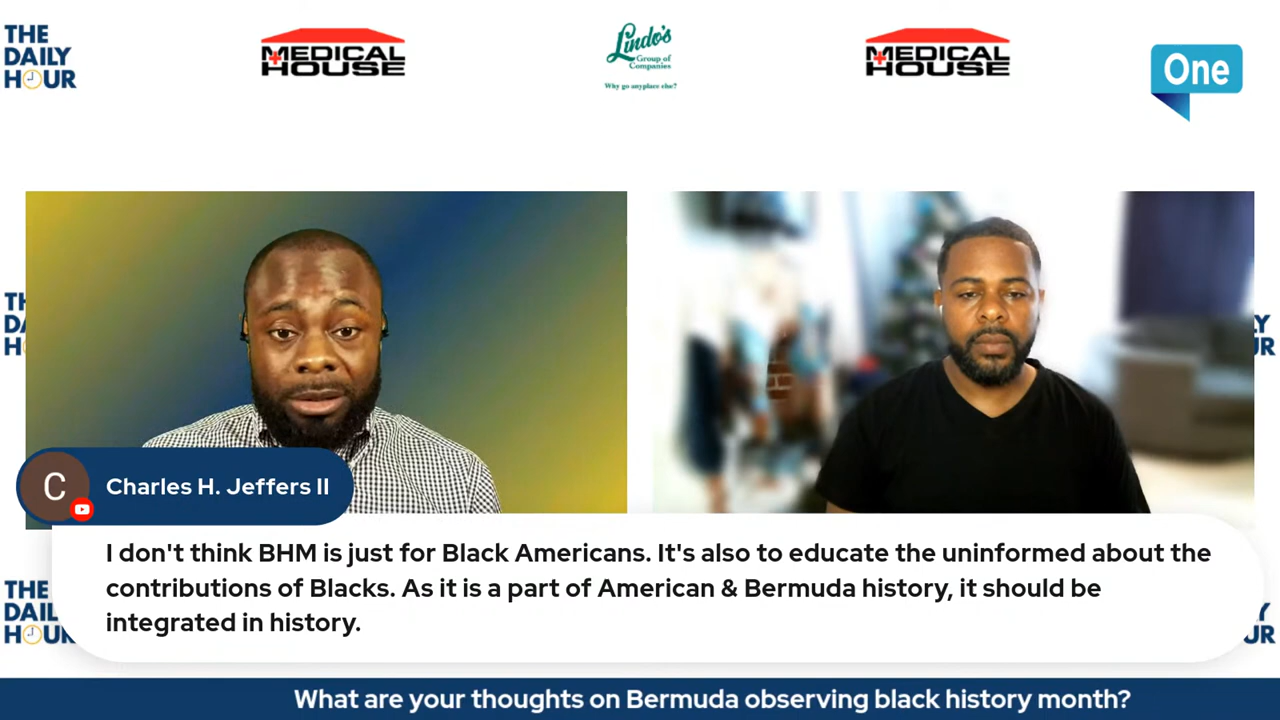 THE
DAILY
HOUR
MEDICAL
HOUSE
Lindo's
Group of
Companies
Why go anyplace else?
MEDICAL
HOUSE
One
C
Charles H. Jeffers II
I don't think BHM is just for Black Americans. It's also to educate the uninformed about the
contributions of Blacks. As it is a part of American & Bermuda history, it should be
integrated in history.
THE
DAIL
HOUR
What are your thoughts on Bermuda observing black history month?